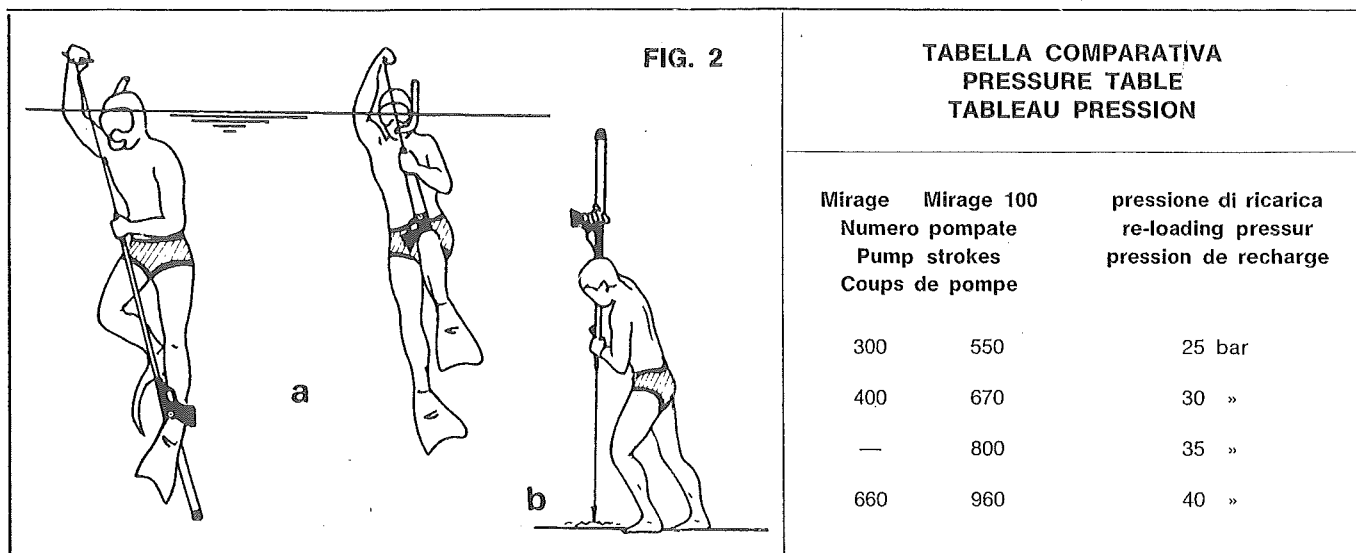 FIG. 2
a
b
TABELLA COMPARATIVA
PRESSURE TABLE
TABLEAU PRESSION
Mirage Mirage 100 pressione di ricarica
Numero pompate re-loading pressur
Pump strokes pression de recharge
Coups de pompe
300 550 25 bar
400 670 30 »
— 800 35 »
660 960 40 »